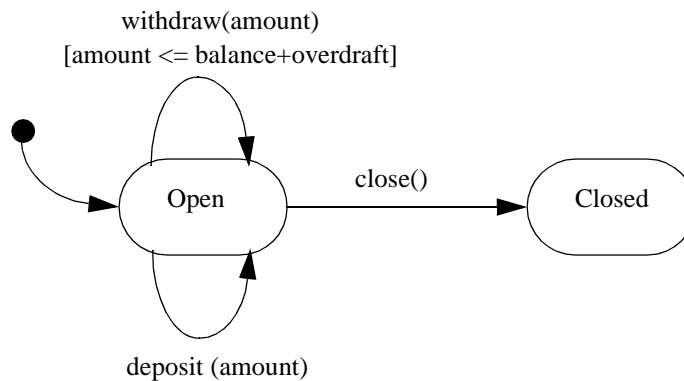 withdraw(amount)
[amount <= balance+overdraft]
Open
close()
Closed
deposit (amount)